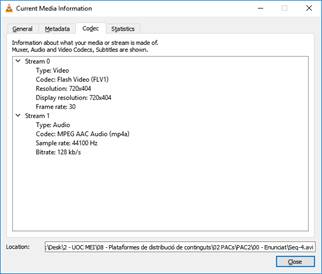 Current Media Information
General Metadata Codec Statistics
Information about what your media or stream is made of.
Muxer, Audio and Video Codecs, Subtitles are shown.
Stream 0
Type: Video
Codec: Flash Video (FLV1)
Resolution: 720x404
Display resolution: 720x404
Frame rate: 30
Stream 1
Type: Audio
Codec: MPEG AAC Audio (mp4a)
Sample rate: 44100 Hz
Bitrate: 128 kb/s
Location: :\Desk\2 - UOC MEI\08 - Plataformes de distribució de continguts\02 PACs\PAC2\00 - Enunciat\Seq-4.avi
Close